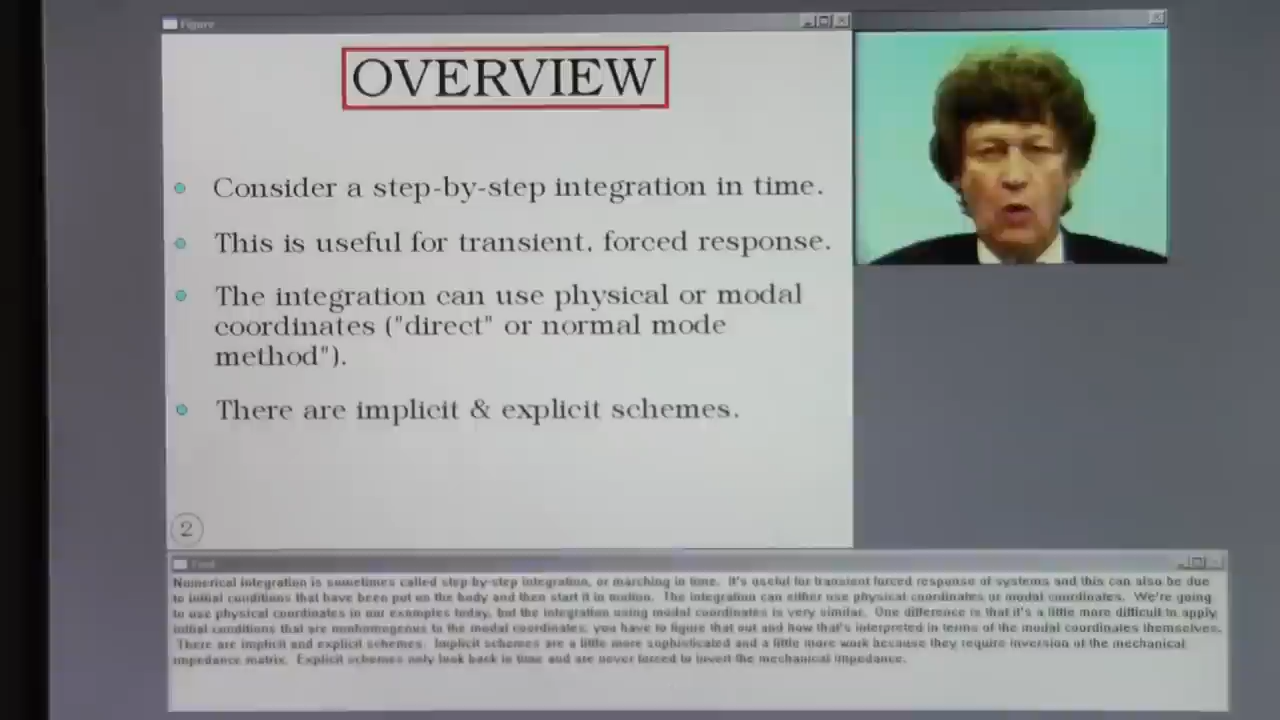 Figure
OVERVIEW
Consider a step-by-step integration in time.
This is useful for transient, forced response.
The integration can use physical or modal
coordinates ("direct" or normal mode
method").
There are implicit & explicit schemes.
2
Text
Numerical integration is sometimes called step-by-step integration, or marching in time. It's useful for transient forced response of systems and this can also be due
to initial conditions that have been put on the body and then start it in motion. The integration can either use physical coordinates or modal coordinates. We're going
to use physical coordinates in our examples today, but the integration using modal coordinates is very similar. One difference is that it's a little more difficult to apply
initial conditions that are nonhomogenus to the modal coordinates, you have to figure that out and how that's interpreted in terms of the modal coordinates themselves.
There are implicit and explicit schemes. Implicit schemes are a little more sophisticated and a little more work because they require inversion of the mechanical
impedance matrix. Explicit schemes only look back in time and are never forced to invert the mechanical impedance.